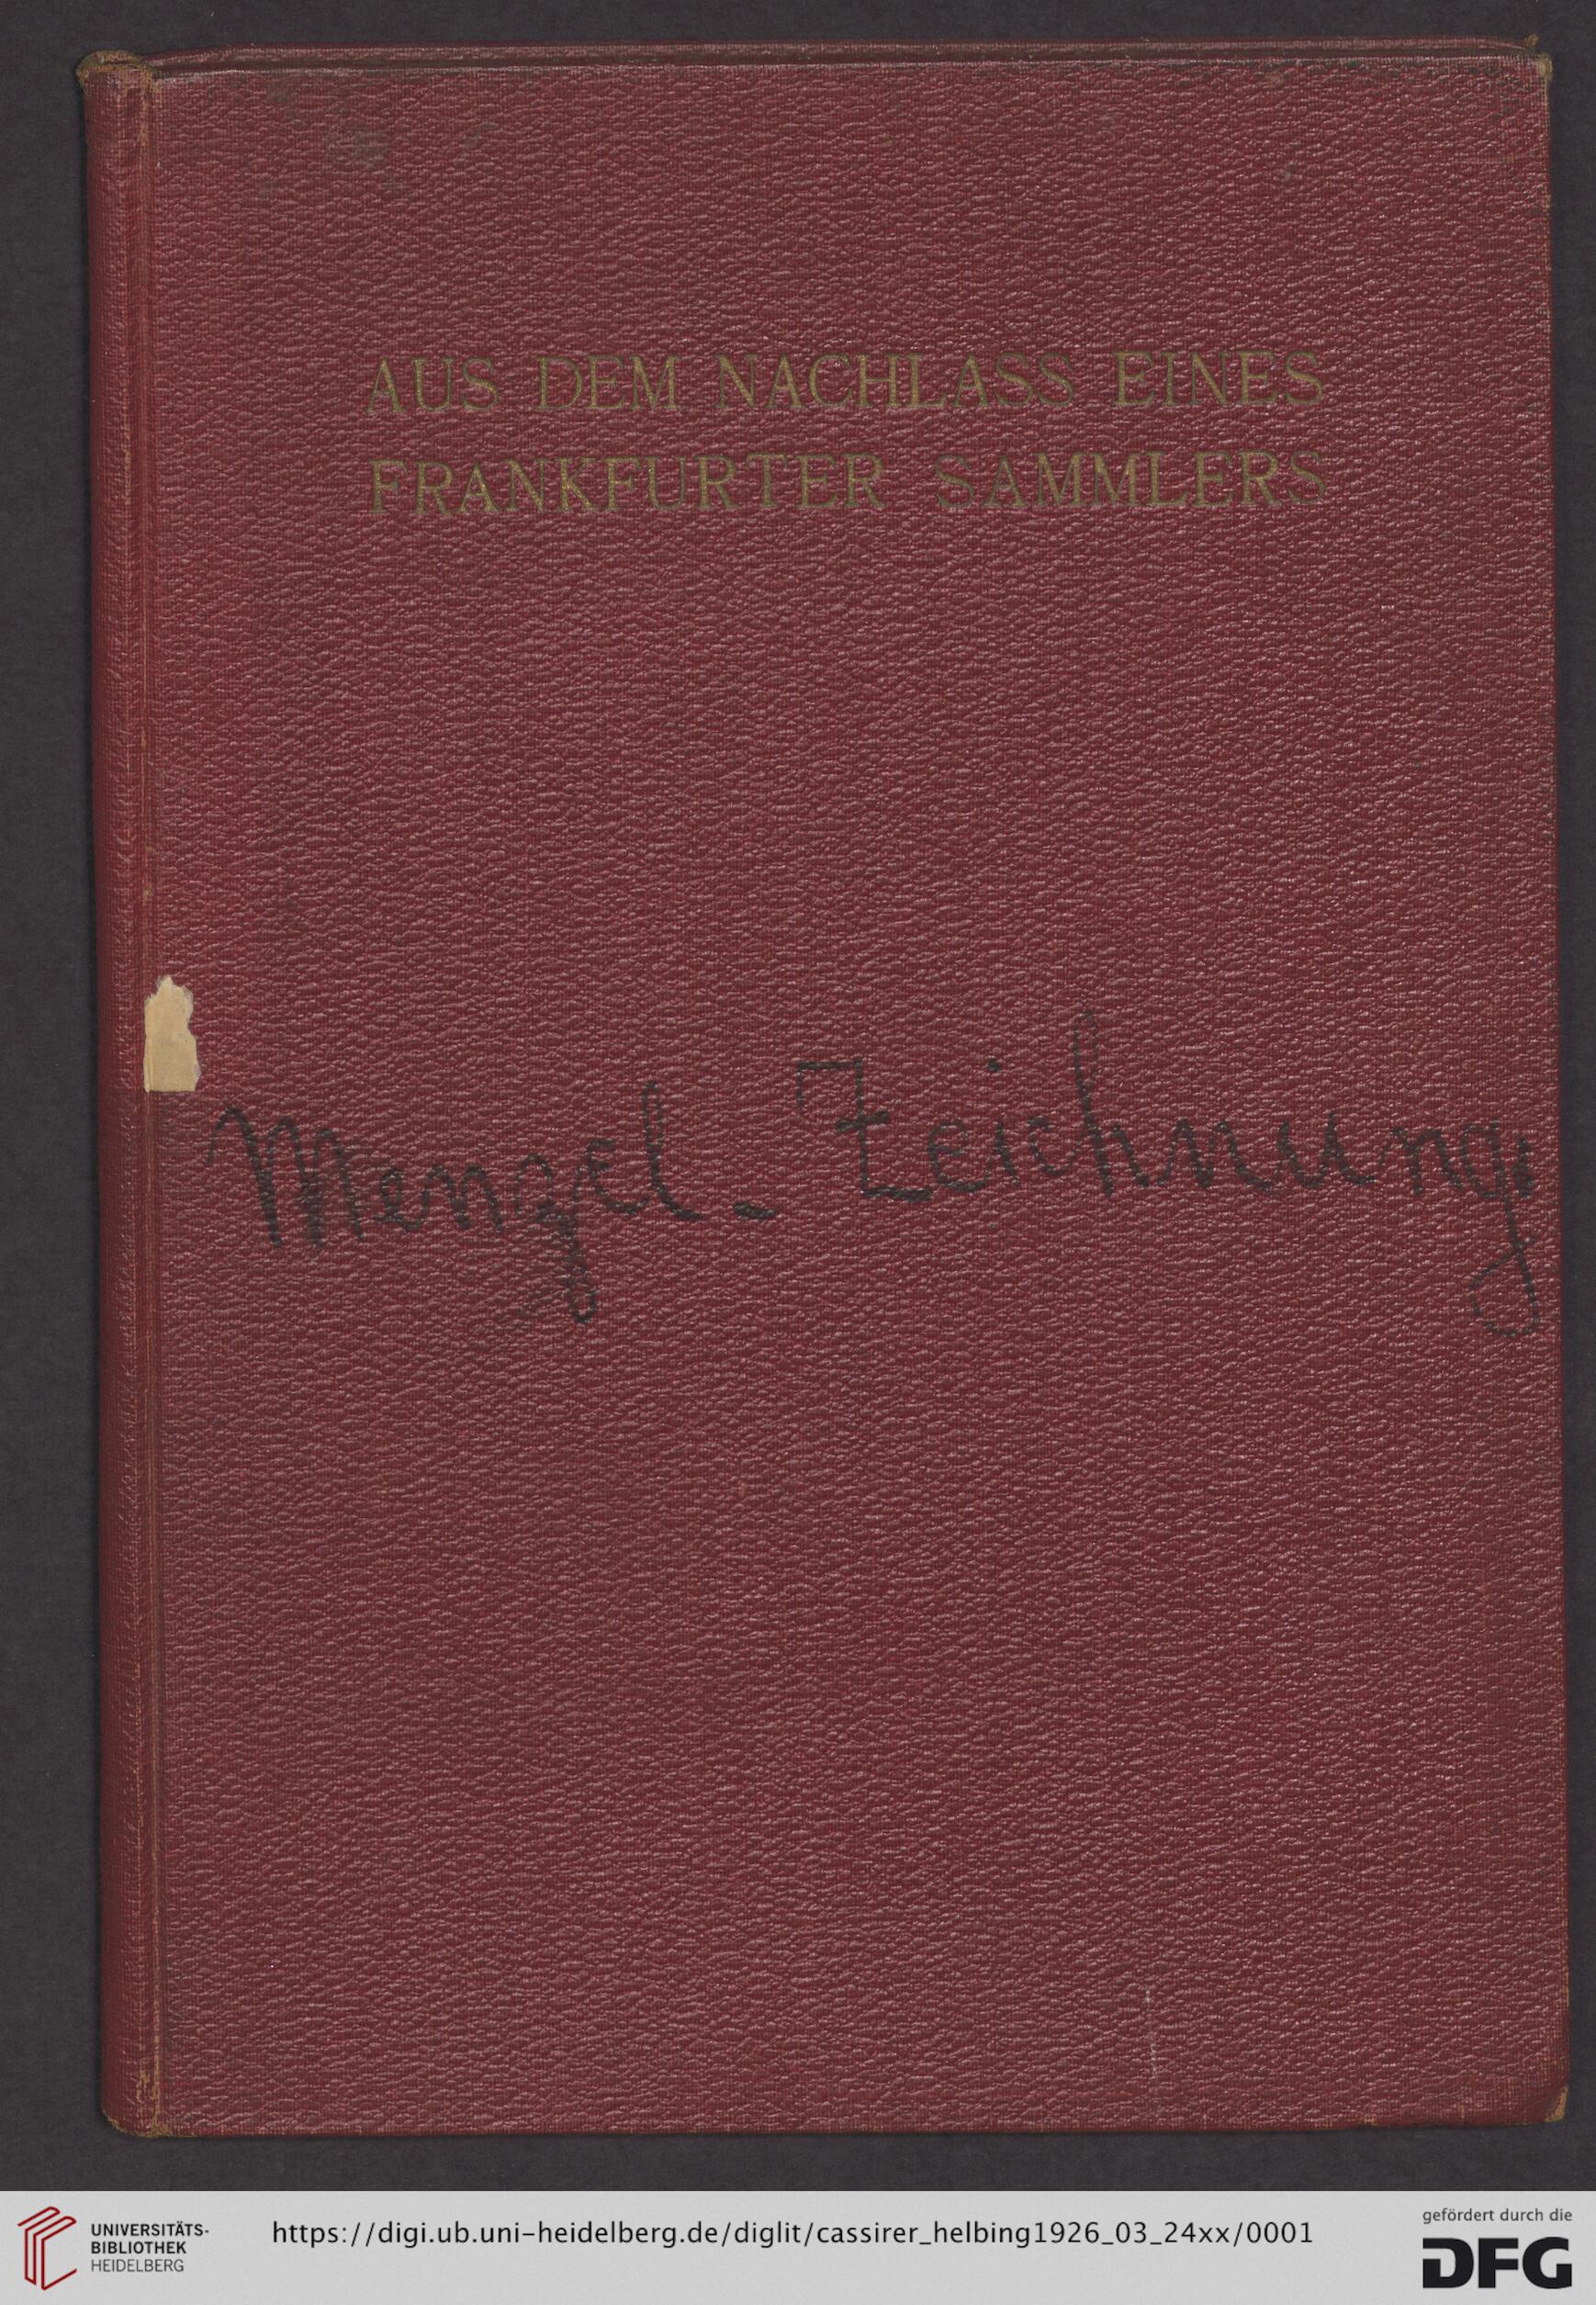 AUS DEM NACHLASS EINES
FRANKFURTER SAMMLERS
Menzel - Zeichnung
UNIVERSITÄTS-
BIBLIOTHEK
HEIDELBERG
https://digi.ub.uni-heidelberg.de/diglit/cassirer_helbing1926_03_24xx/0001
gefördert durch die
DFG